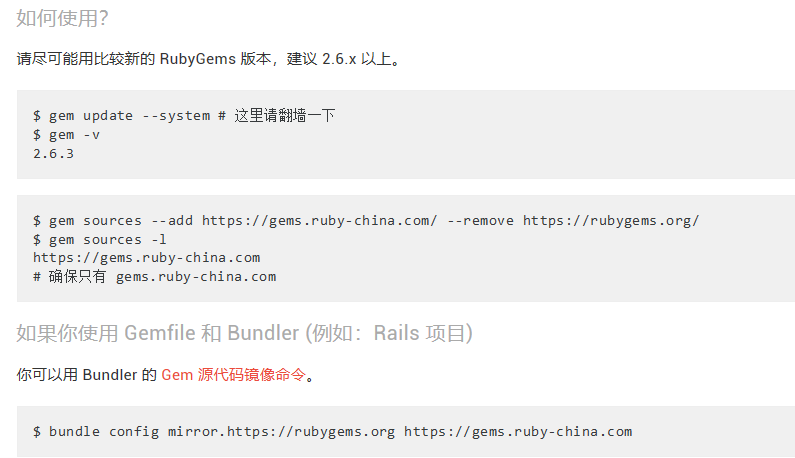 如何使用？
请尽可能用比较新的 RubyGems 版本，建议 2.6.x 以上。
$ gem update --system # 这里请翻墙一下
$ gem -v
2.6.3
$ gem sources --add https://gems.ruby-china.com/ --remove https://rubygems.org/
$ gem sources -l
https://gems.ruby-china.com
# 确保只有 gems.ruby-china.com
如果你使用 Gemfile 和 Bundler (例如：Rails 项目)
你可以用 Bundler 的 Gem 源代码镜像命令。
$ bundle config mirror.https://rubygems.org https://gems.ruby-china.com